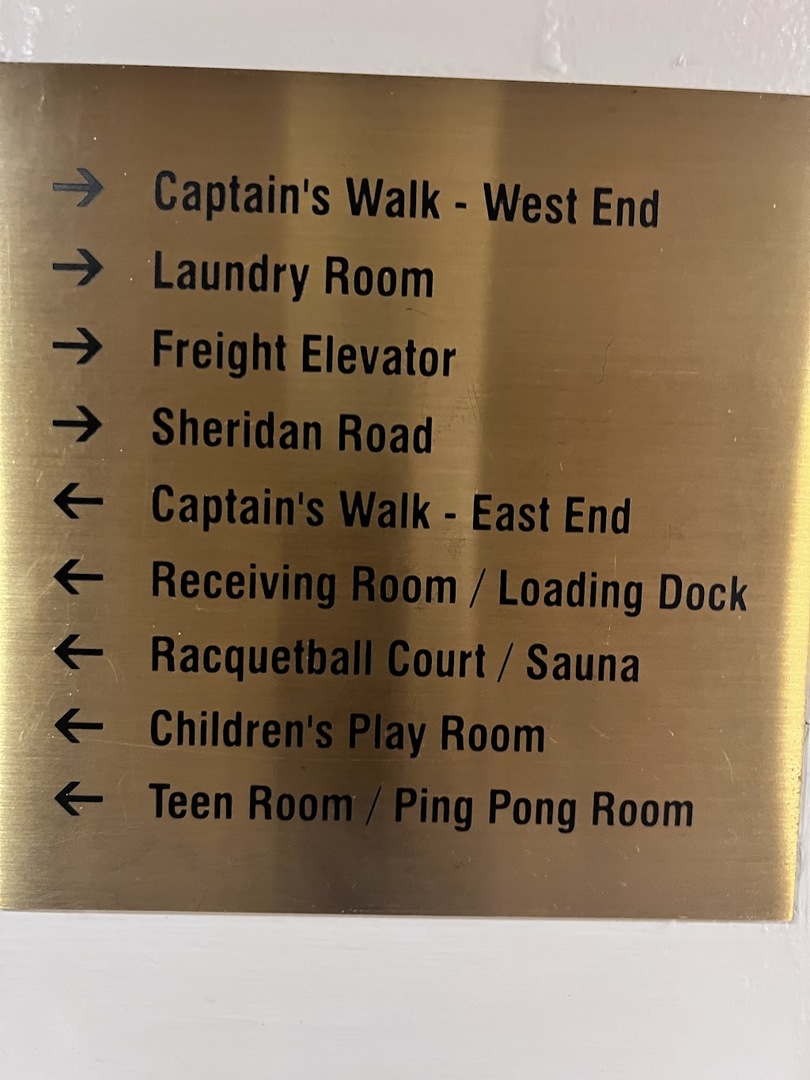 → Captain's Walk - West End
→ Laundry Room
→ Freight Elevator
→ Sheridan Road
← Captain's Walk - East End
← Receiving Room / Loading Dock
← Racquetball Court / Sauna
← Children's Play Room
← Teen Room / Ping Pong Room